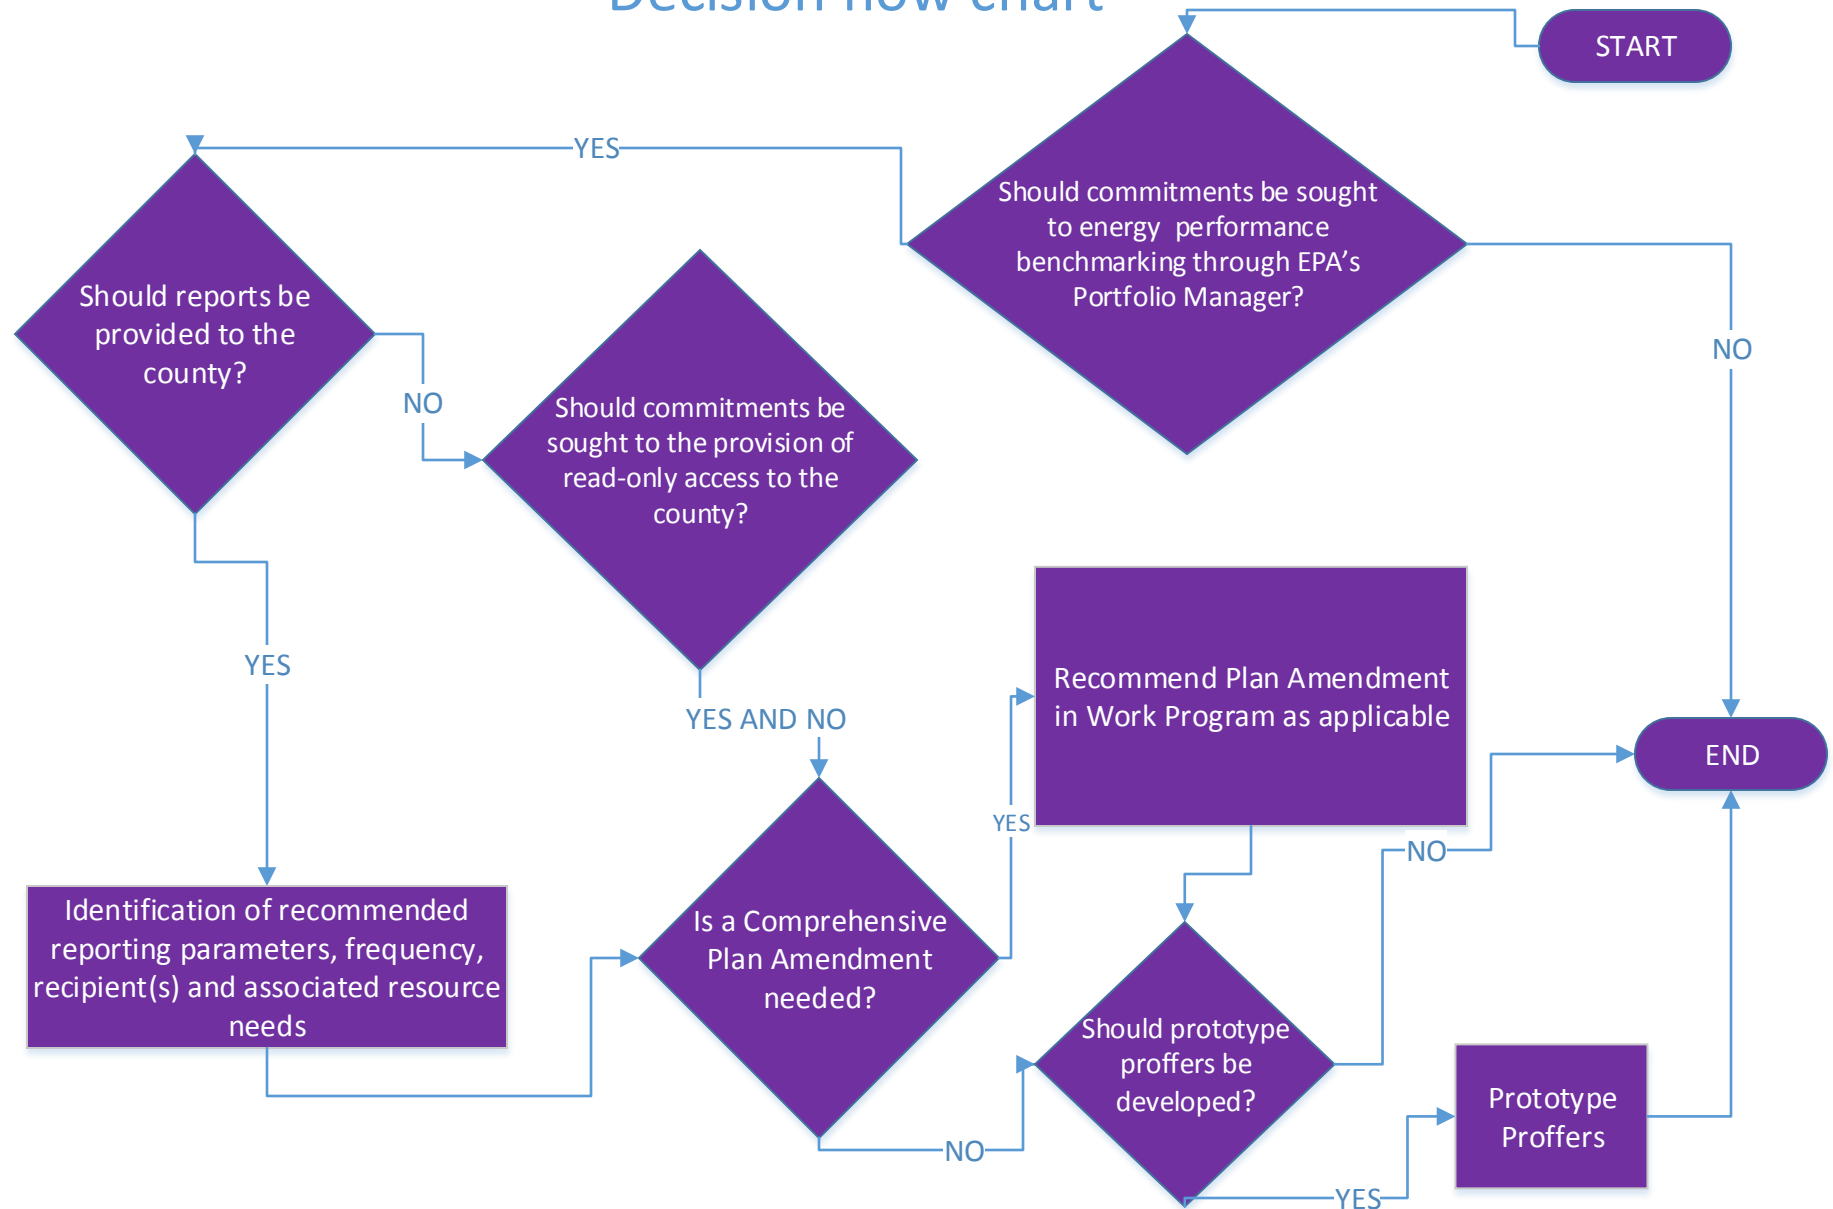 Decision flow chart
START
Should commitments be sought
to energy performance
benchmarking through EPA’s
Portfolio Manager?
YES
NO
Should reports be
provided to the
county?
NO
YES
Should commitments be
sought to the provision of
read-only access to the
county?
YES AND NO
Identification of recommended
reporting parameters, frequency,
recipient(s) and associated resource
needs
Is a Comprehensive
Plan Amendment
needed?
YES
NO
Recommend Plan Amendment
in Work Program as applicable
Should prototype
proffers be
developed?
NO
YES
Prototype
Proffers
END